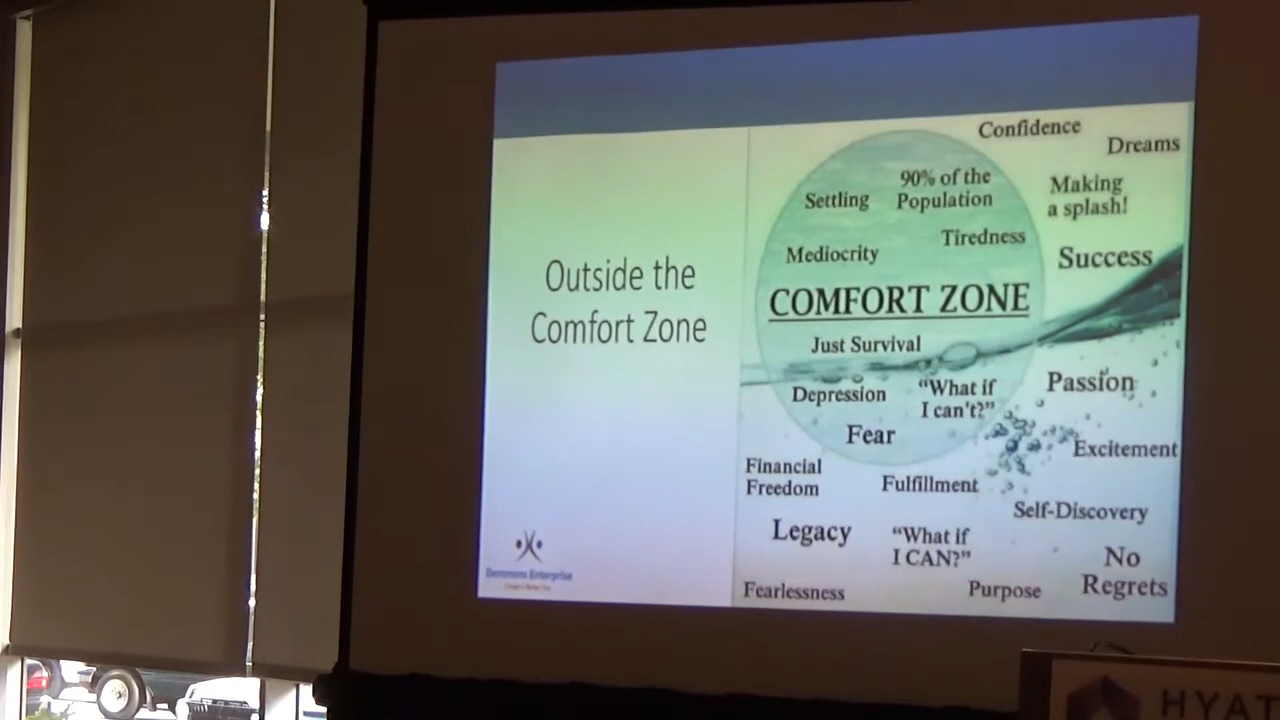 Outside the
Comfort Zone
Confidence
Dreams
90% of the
Population
Settling
Making
a splash!
Tiredness
Mediocrity
Success
COMFORT ZONE
Just Survival
Depression
"What if
I can't?"
Passion
Fear
Excitement
Financial
Freedom
Fulfillment
Self-Discovery
Legacy
"What if
I CAN?"
No
Regrets
Fearlessness
Purpose
Enterprise
HYAT